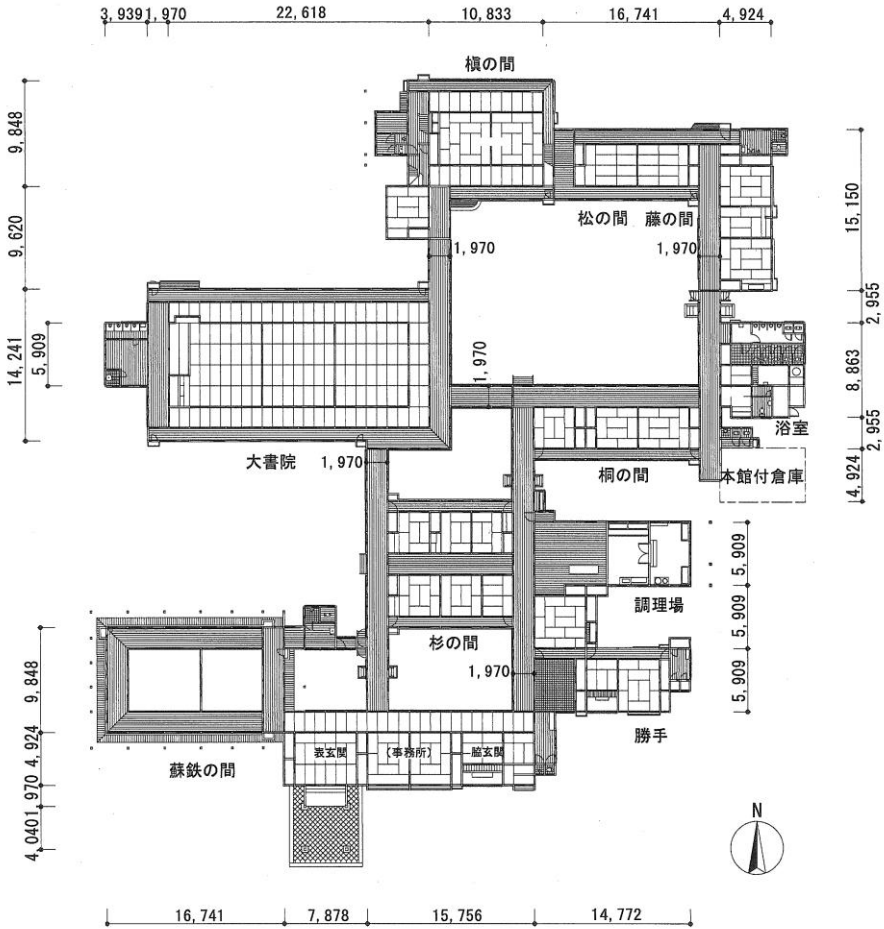 3,939 1,970 22,618 10,833 16,741 4,924
槇の間
9,848
9,620
14,241
5,909
松の間 藤の間
1,970 1,970
15,150
2,955
8,863
2,955
4,924
1,970
浴室
大書院 1,970
桐の間 本館付倉庫
5,909
5,909
5,909
調理場
杉の間
1,970
勝手
9,848
4,924
1,970
4,040
表玄関 (事務所) 脇玄関
蘇鉄の間
N
16,741 7,878 15,756 14,772